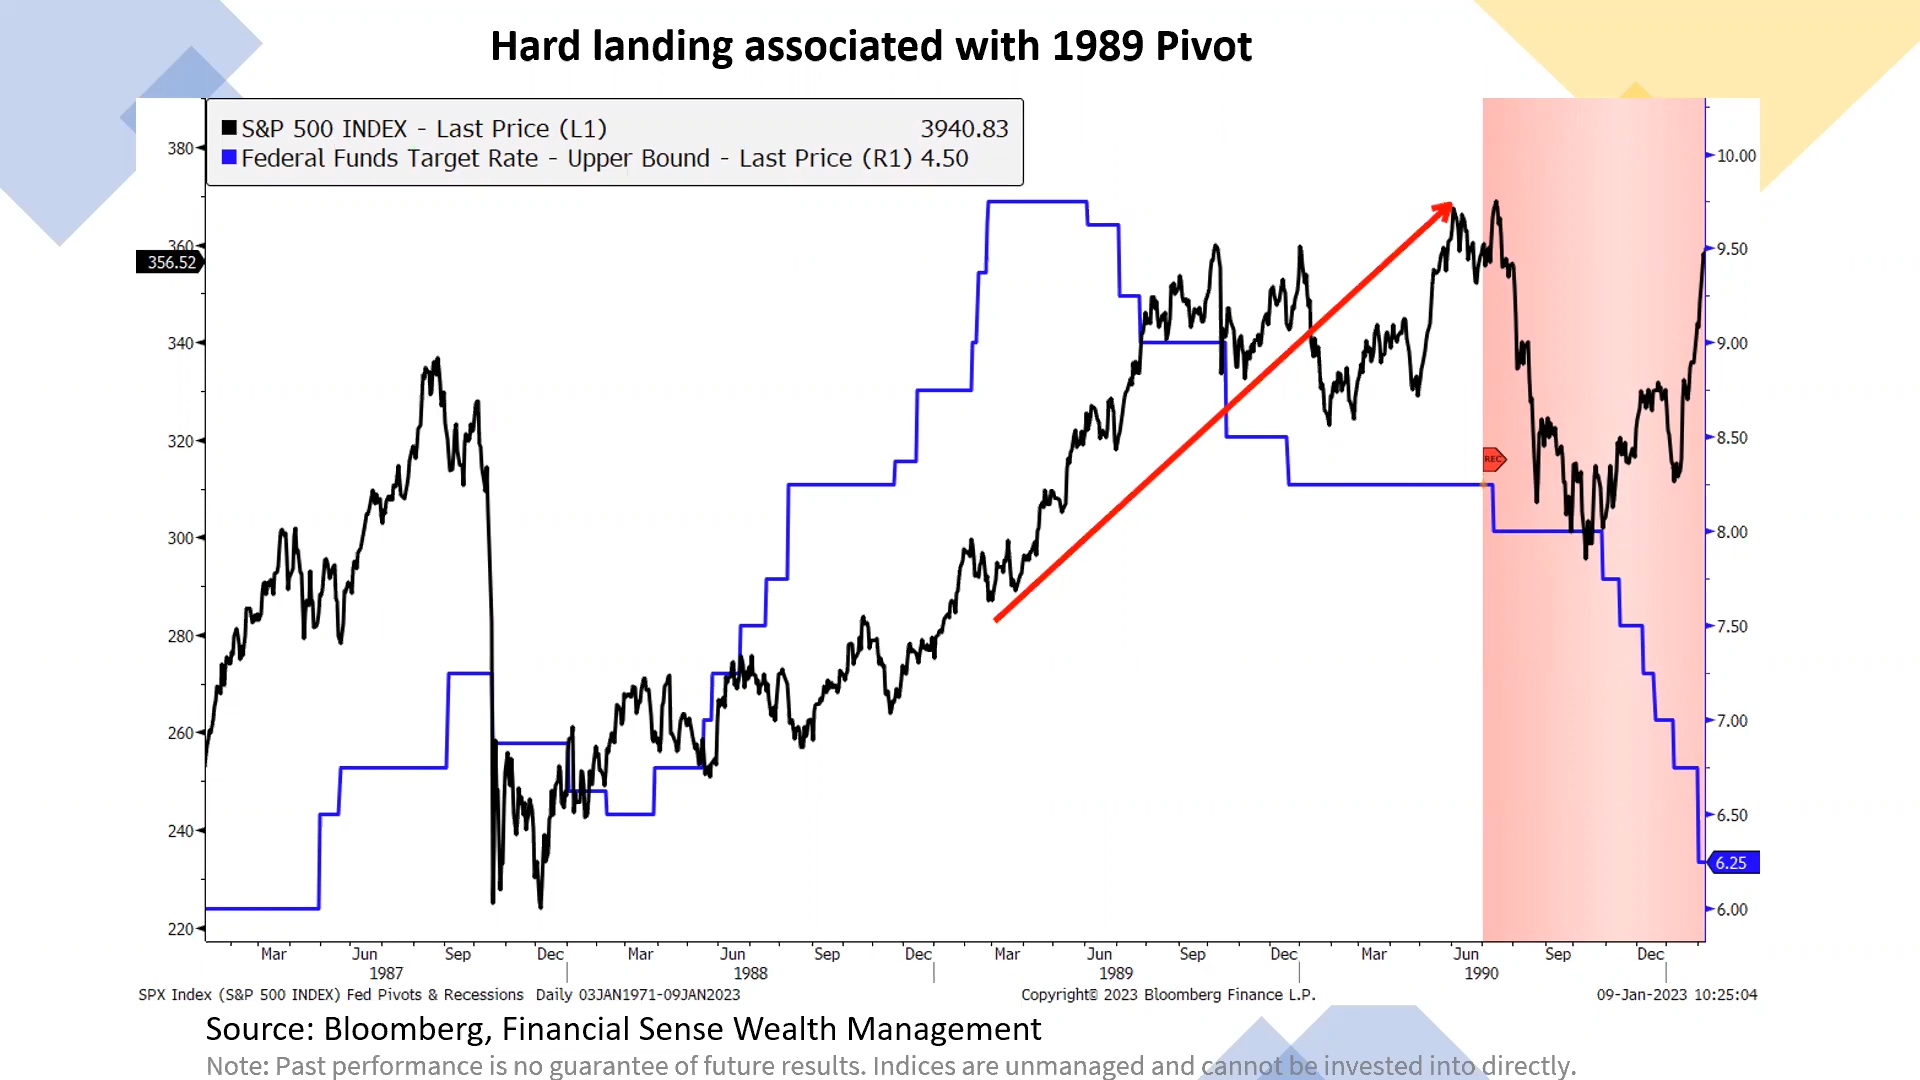 Hard landing associated with 1989 Pivot
S&P 500 INDEX - Last Price (L1) 3940.83
Federal Funds Target Rate - Upper Bound - Last Price (R1) 4.50
380
360
356.52
340
320
300
280
260
240
220
10.00
9.50
9.00
8.50
8.00
7.50
7.00
6.50
6.25
6.00
REC
Mar Jun Sep Dec Mar Jun Sep Dec Mar Jun Sep Dec Mar Jun Sep Dec
1987 1988 1989 1990
SPX Index (S&P 500 INDEX) Fed Pivots & Recessions Daily 03JAN1971-09JAN2023 Copyright© 2023 Bloomberg Finance L.P. 09-Jan-2023 10:25:04
Source: Bloomberg, Financial Sense Wealth Management
Note: Past performance is no guarantee of future results. Indices are unmanaged and cannot be invested into directly.